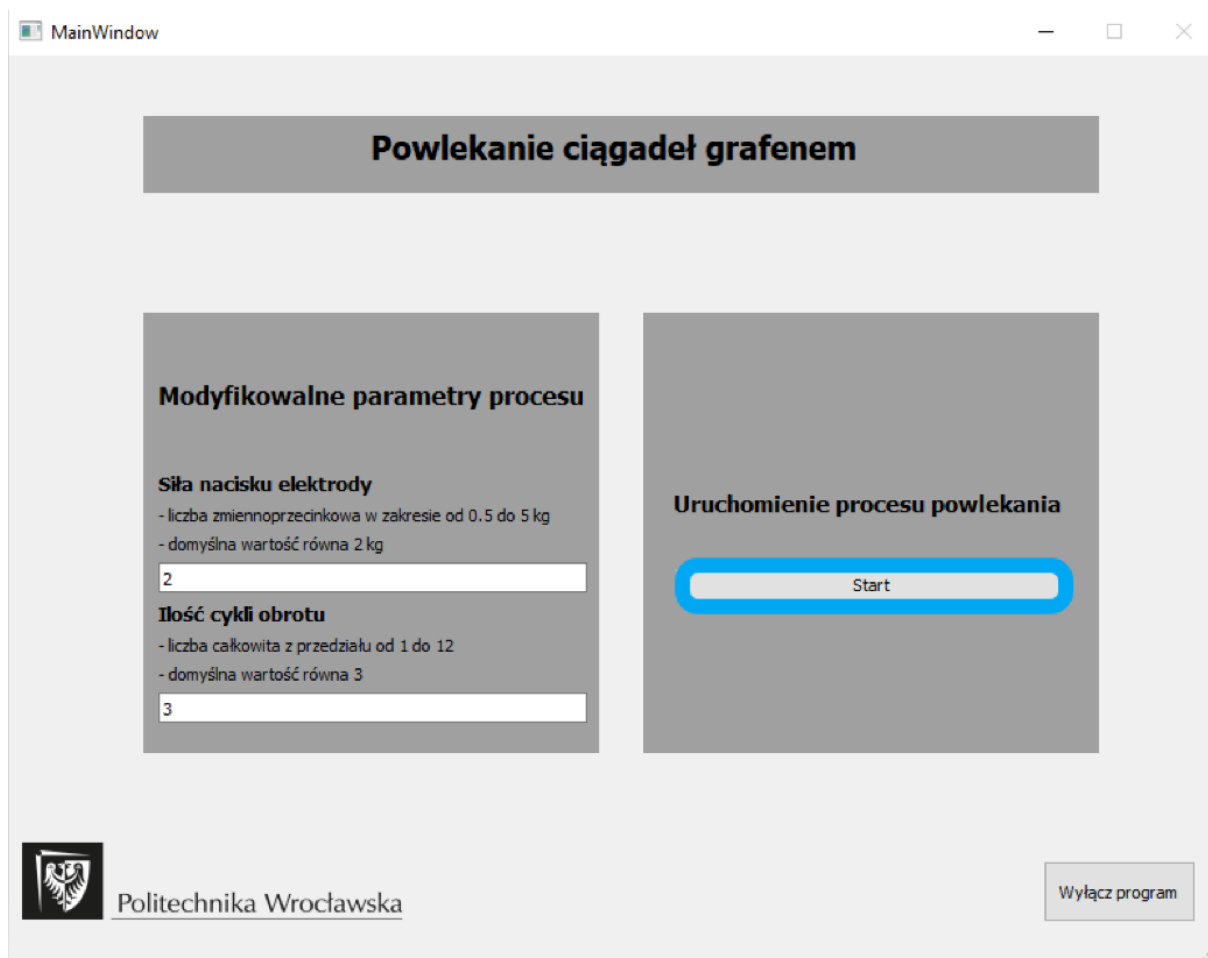 MainWindow
Powlekanie ciągadeł grafenem
Modyfikowalne parametry procesu
Siła nacisku elektrody
- liczba zmiennoprzecinkowa w zakresie od 0.5 do 5 kg
- domyślna wartość równa 2 kg
2
Ilość cykli obrotu
- liczba całkowita z przedziału od 1 do 12
- domyślna wartość równa 3
3
Uruchomienie procesu powlekania
Start
Politechnika Wrocławska
Wyłącz program